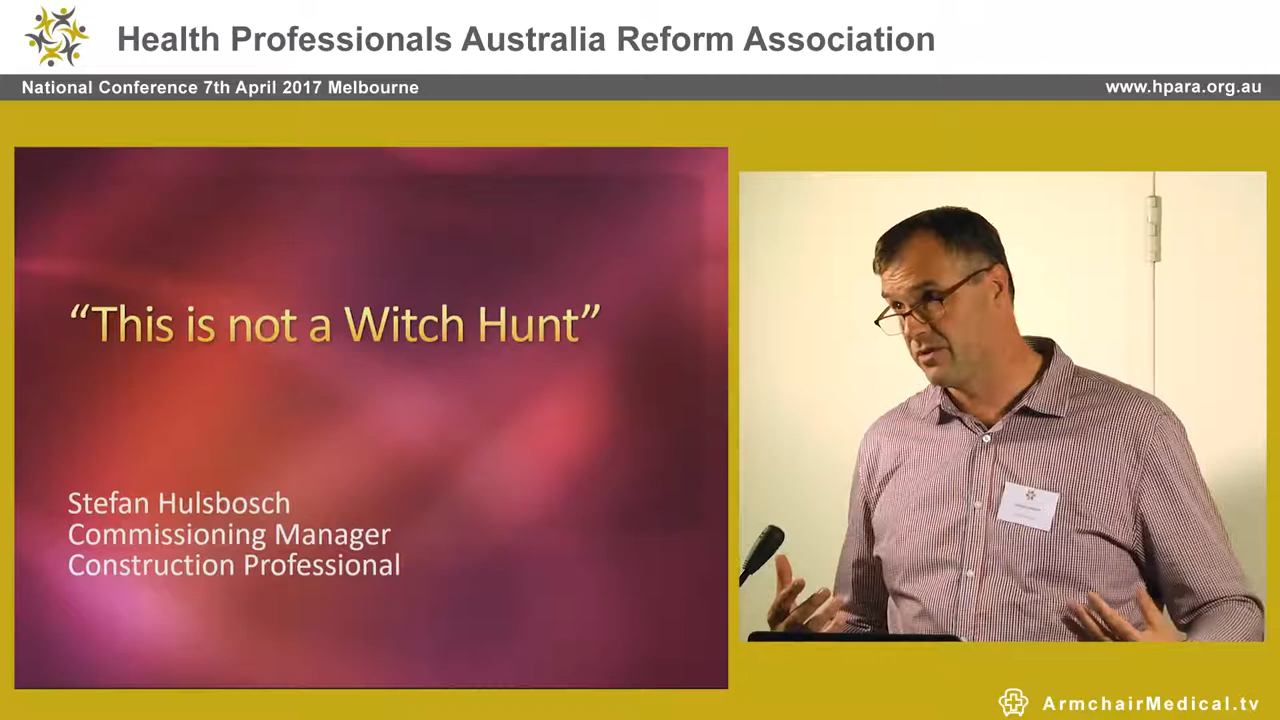 Health Professionals Australia Reform Association
National Conference 7th April 2017 Melbourne
www.hpara.org.au
“This is not a Witch Hunt”
Stefan Hulsbosch
Commissioning Manager
Construction Professional
ArmchairMedical.tv